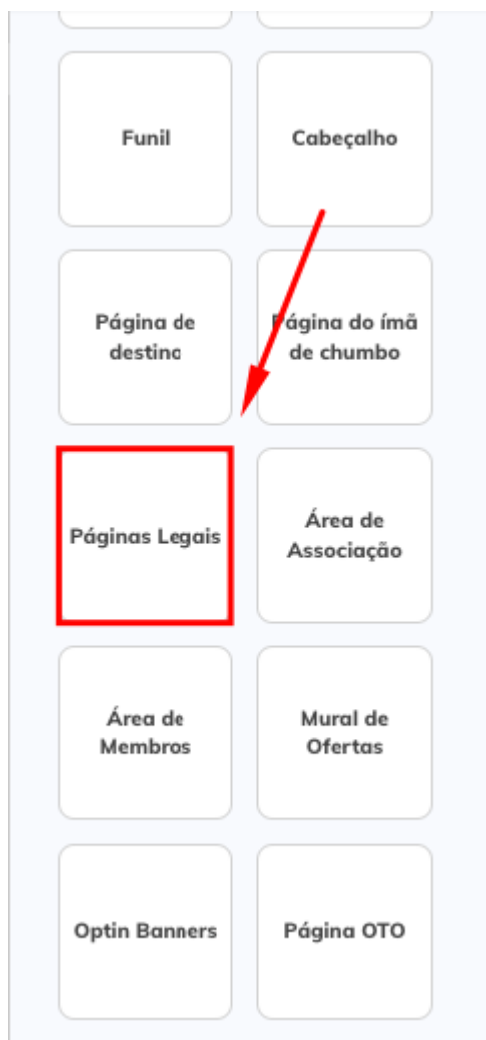 Funil
Cabeçalho
Página de
destino
Página do ímã
de chumbo
Páginas Legais
Área de
Associação
Área de
Membros
Mural de
Ofertas
Optin Banners
Página OTO